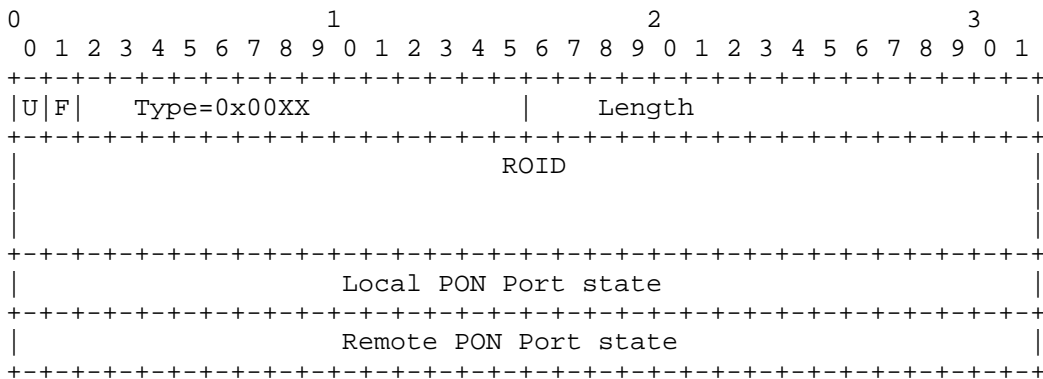 0                   1                   2                   3
 0 1 2 3 4 5 6 7 8 9 0 1 2 3 4 5 6 7 8 9 0 1 2 3 4 5 6 7 8 9 0 1
+-+-+-+-+-+-+-+-+-+-+-+-+-+-+-+-+-+-+-+-+-+-+-+-+-+-+-+-+-+-+-+-+
|U|F|   Type=0x00XX             |    Length                     |
+-+-+-+-+-+-+-+-+-+-+-+-+-+-+-+-+-+-+-+-+-+-+-+-+-+-+-+-+-+-+-+-+
|                              ROID                             |
|                                                               |
|                                                               |
+-+-+-+-+-+-+-+-+-+-+-+-+-+-+-+-+-+-+-+-+-+-+-+-+-+-+-+-+-+-+-+-+
|                    Local PON Port state                       |
+-+-+-+-+-+-+-+-+-+-+-+-+-+-+-+-+-+-+-+-+-+-+-+-+-+-+-+-+-+-+-+-+
|                    Remote PON Port state                      |
+-+-+-+-+-+-+-+-+-+-+-+-+-+-+-+-+-+-+-+-+-+-+-+-+-+-+-+-+-+-+-+-+